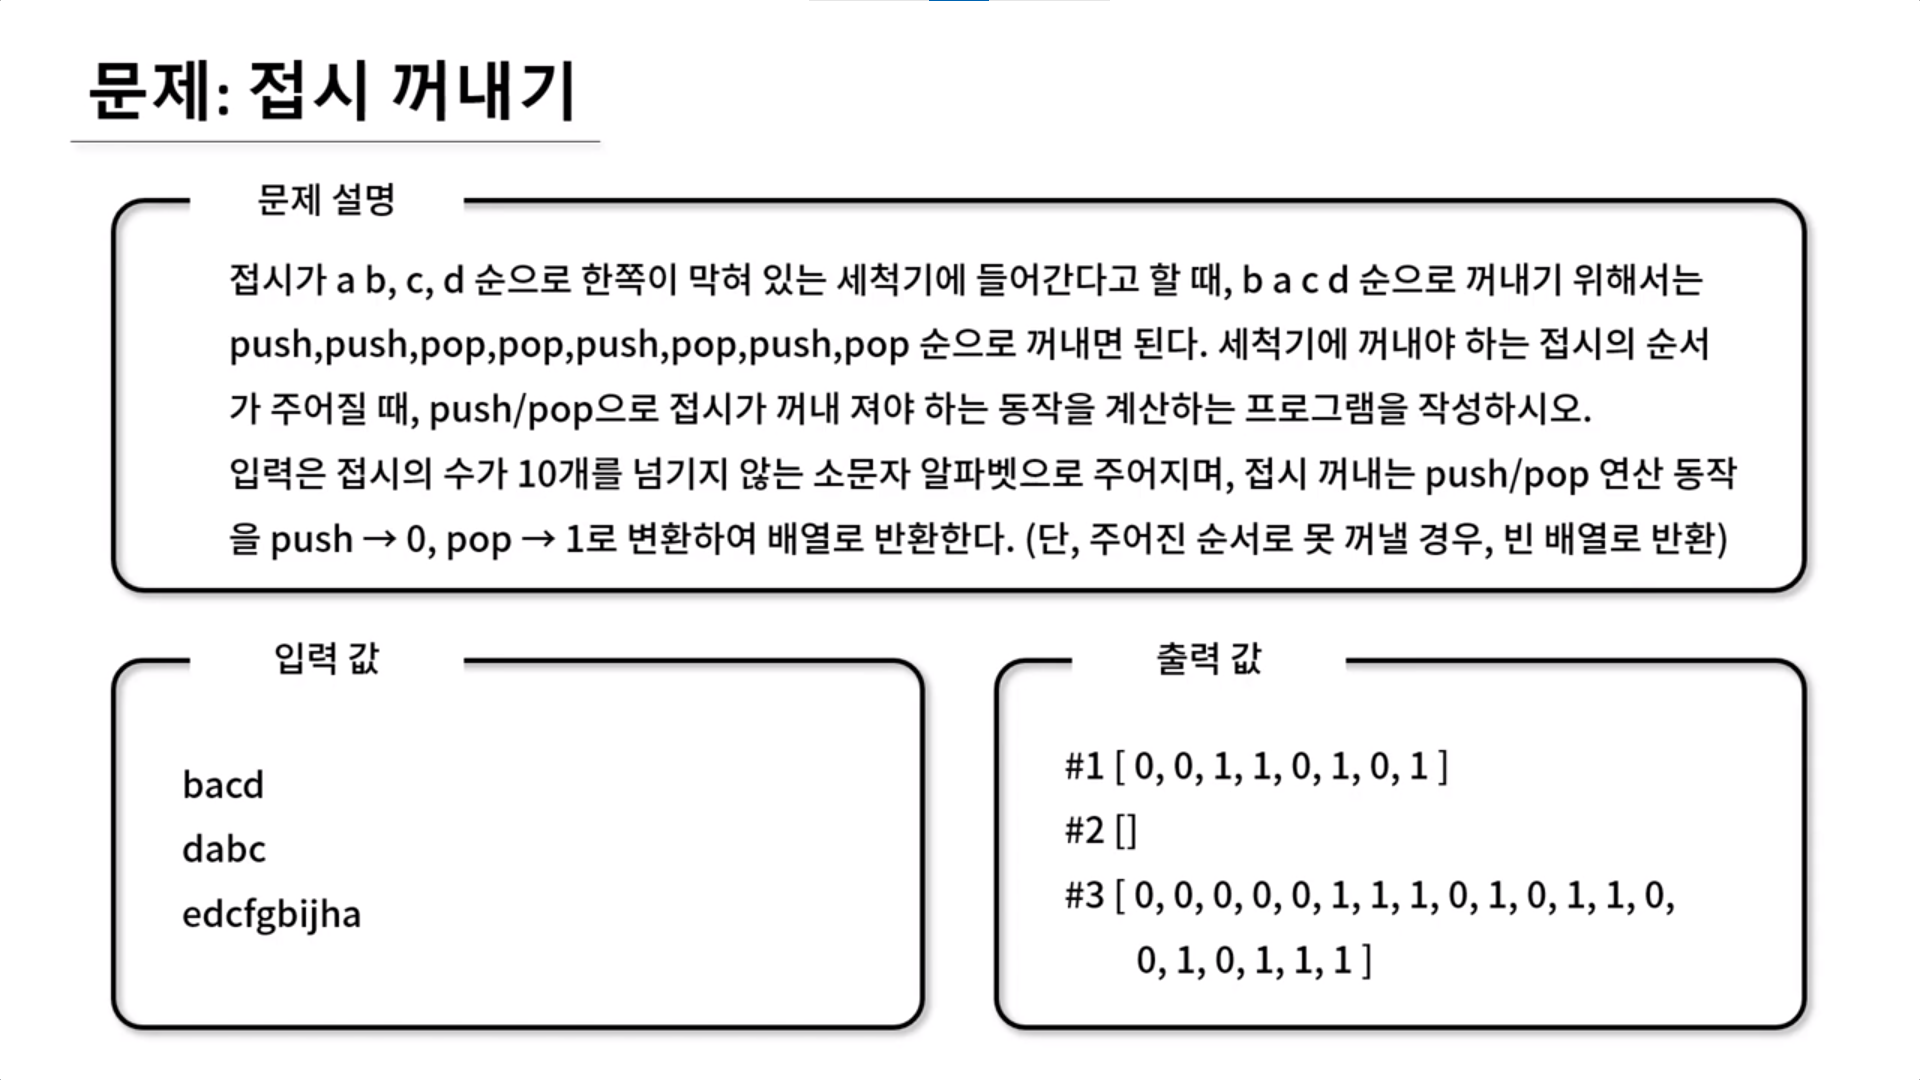 문제: 접시 꺼내기
문제 설명
접시가 a b, c, d 순으로 한쪽이 막혀 있는 세척기에 들어간다고 할 때, b a c d 순으로 꺼내기 위해서는
push,push,pop,pop,push,pop,push,pop 순으로 꺼내면 된다. 세척기에 꺼내야 하는 접시의 순서
가 주어질 때, push/pop으로 접시가 꺼내 져야 하는 동작을 계산하는 프로그램을 작성하시오.
입력은 접시의 수가 10개를 넘기지 않는 소문자 알파벳으로 주어지며, 접시 꺼내는 push/pop 연산 동작
을 push → 0, pop → 1로 변환하여 배열로 반환한다. (단, 주어진 순서로 못 꺼낼 경우, 빈 배열로 반환)
입력 값
bacd
dabc
edcfgbijha
출력 값
#1 [ 0, 0, 1, 1, 0, 1, 0, 1 ]
#2 []
#3 [ 0, 0, 0, 0, 0, 1, 1, 1, 0, 1, 0, 1, 1, 0,
0, 1, 0, 1, 1, 1 ]